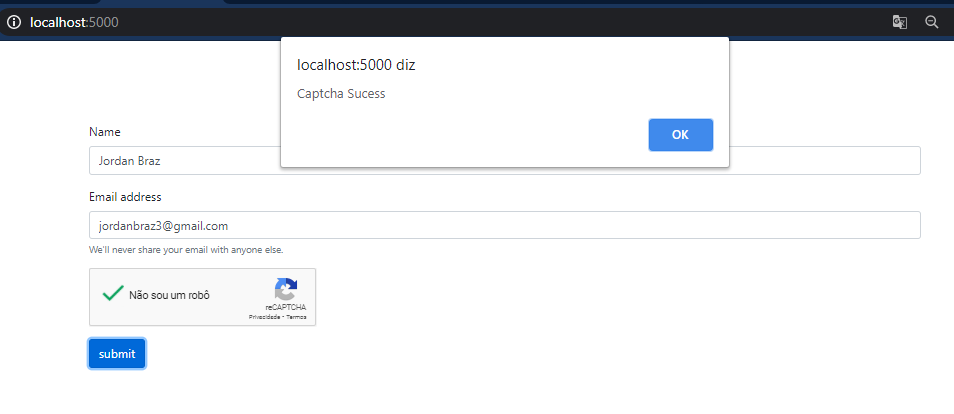 localhost:5000
localhost:5000 diz
Captcha Sucess
OK
Name
Jordan Braz
Email address
jordanbraz3@gmail.com
We'll never share your email with anyone else.
Não sou um robô
reCAPTCHA
Privacidade - Termos
submit